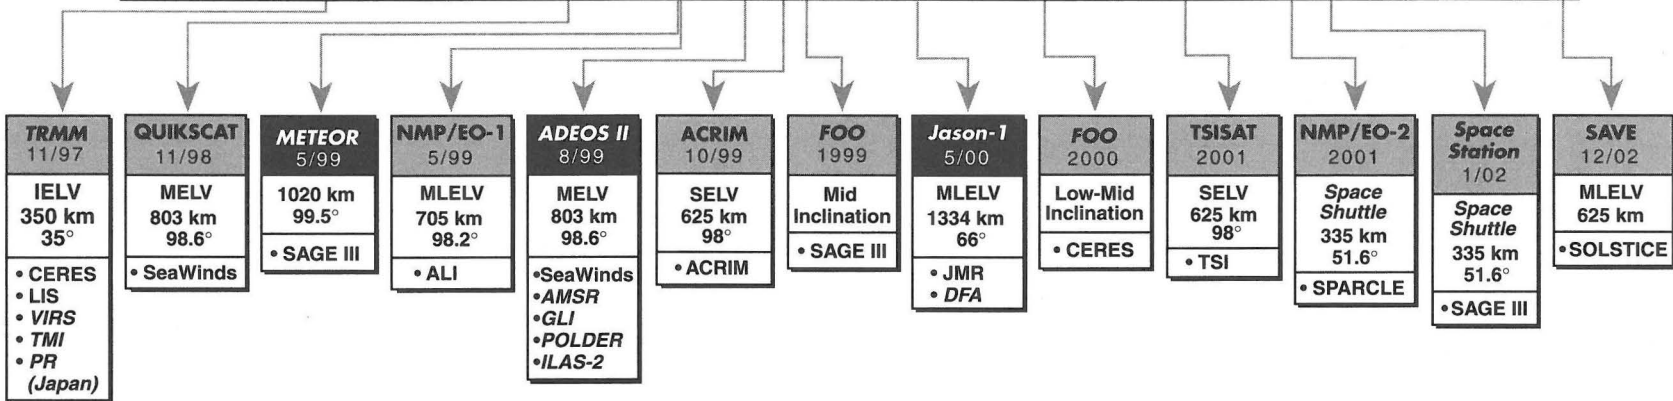 TRMM
11/97
IELV
350 km
35°
• CERES
• LIS
• VIRS
• TMI
• PR
(Japan)
QUIKSCAT
11/98
MELV
803 km
98.6°
• SeaWinds
METEOR
5/99
1020 km
99.5°
• SAGE III
NMP/EO-1
5/99
MLELV
705 km
98.2°
• ALI
ADEOS II
8/99
MELV
803 km
98.6°
•SeaWinds
•AMSR
•GLI
•POLDER
•ILAS-2
ACRIM
10/99
SELV
625 km
98°
• ACRIM
FOO
1999
Mid
Inclination
• SAGE III
Jason-1
5/00
MLELV
1334 km
66°
• JMR
• DFA
FOO
2000
Low-Mid
Inclination
• CERES
TSISAT
2001
SELV
625 km
98°
• TSI
NMP/EO-2
2001
Space
Shuttle
335 km
51.6°
• SPARCLE
Space
Station
1/02
Space
Shuttle
335 km
51.6°
• SAGE III
SAVE
12/02
MLELV
625 km
•SOLSTICE